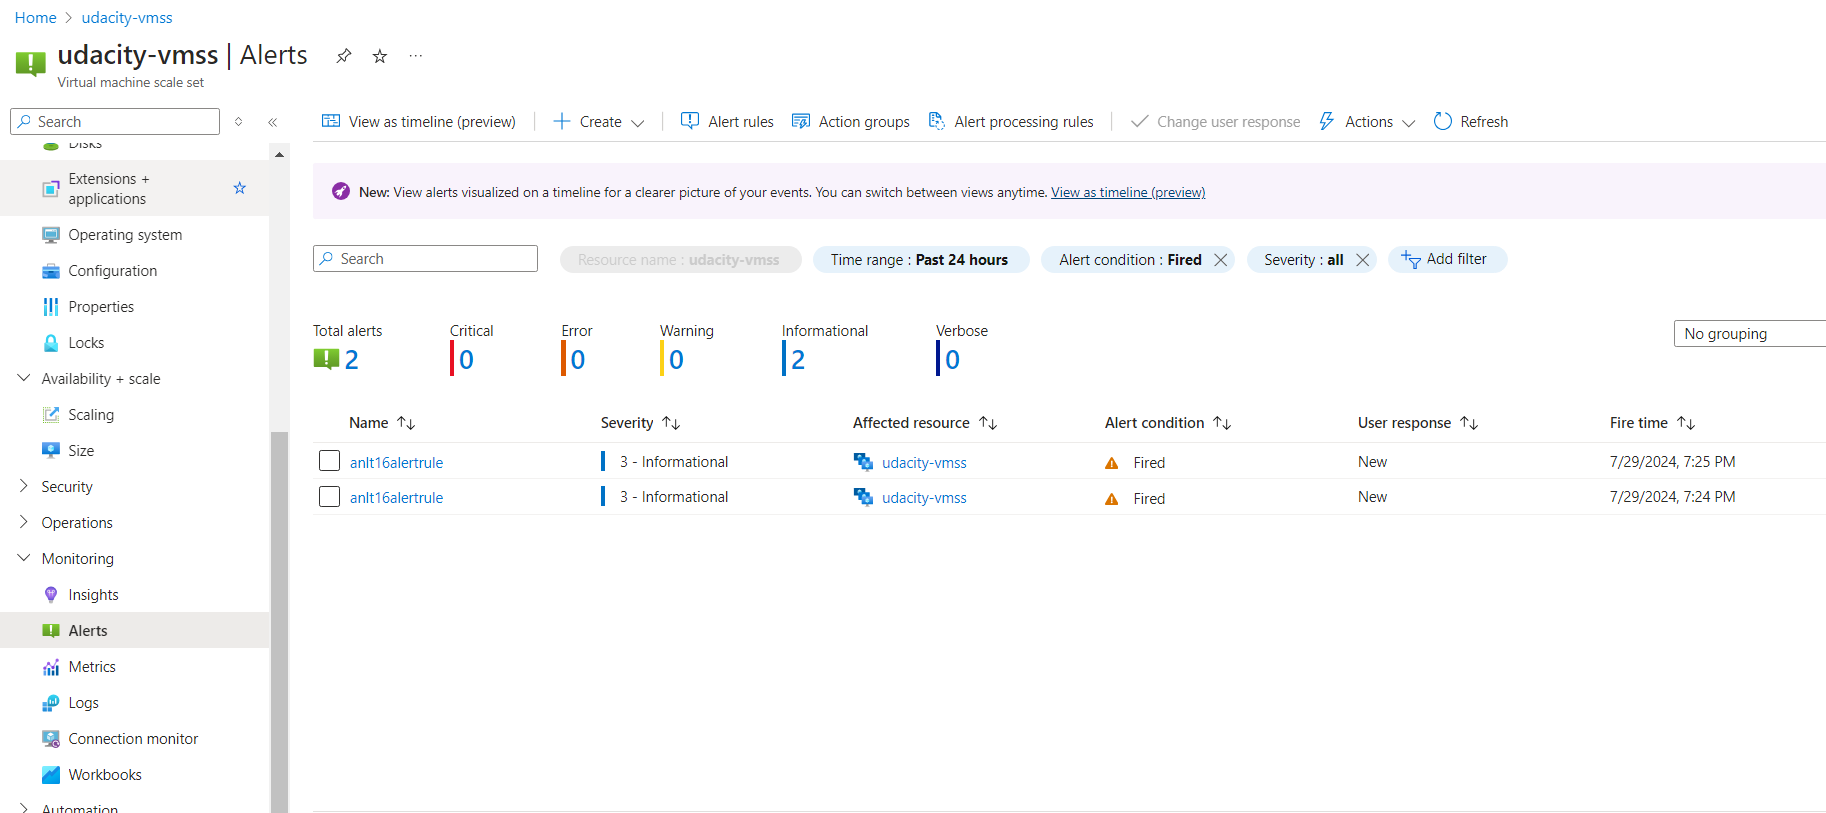 Home > udacity-vmss
udacity-vmss | Alerts
Virtual machine scale set
Search
Disks
Extensions + applications
Operating system
Configuration
Properties
Locks
Availability + scale
Scaling
Size
Security
Operations
Monitoring
Insights
Alerts
Metrics
Logs
Connection monitor
Workbooks
Automation
View as timeline (preview) Create Alert rules Action groups Alert processing rules Change user response Actions Refresh
New: View alerts visualized on a timeline for a clearer picture of your events. You can switch between views anytime. View as timeline (preview)
Search Resource name : udacity-vmss Time range : Past 24 hours Alert condition : Fired Severity : all Add filter
Total alerts Critical Error Warning Informational Verbose
2 0 0 0 2 0
No grouping
Name Severity Affected resource Alert condition User response Fire time
anlt16alertrule 3 - Informational udacity-vmss Fired New 7/29/2024, 7:25 PM
anlt16alertrule 3 - Informational udacity-vmss Fired New 7/29/2024, 7:24 PM